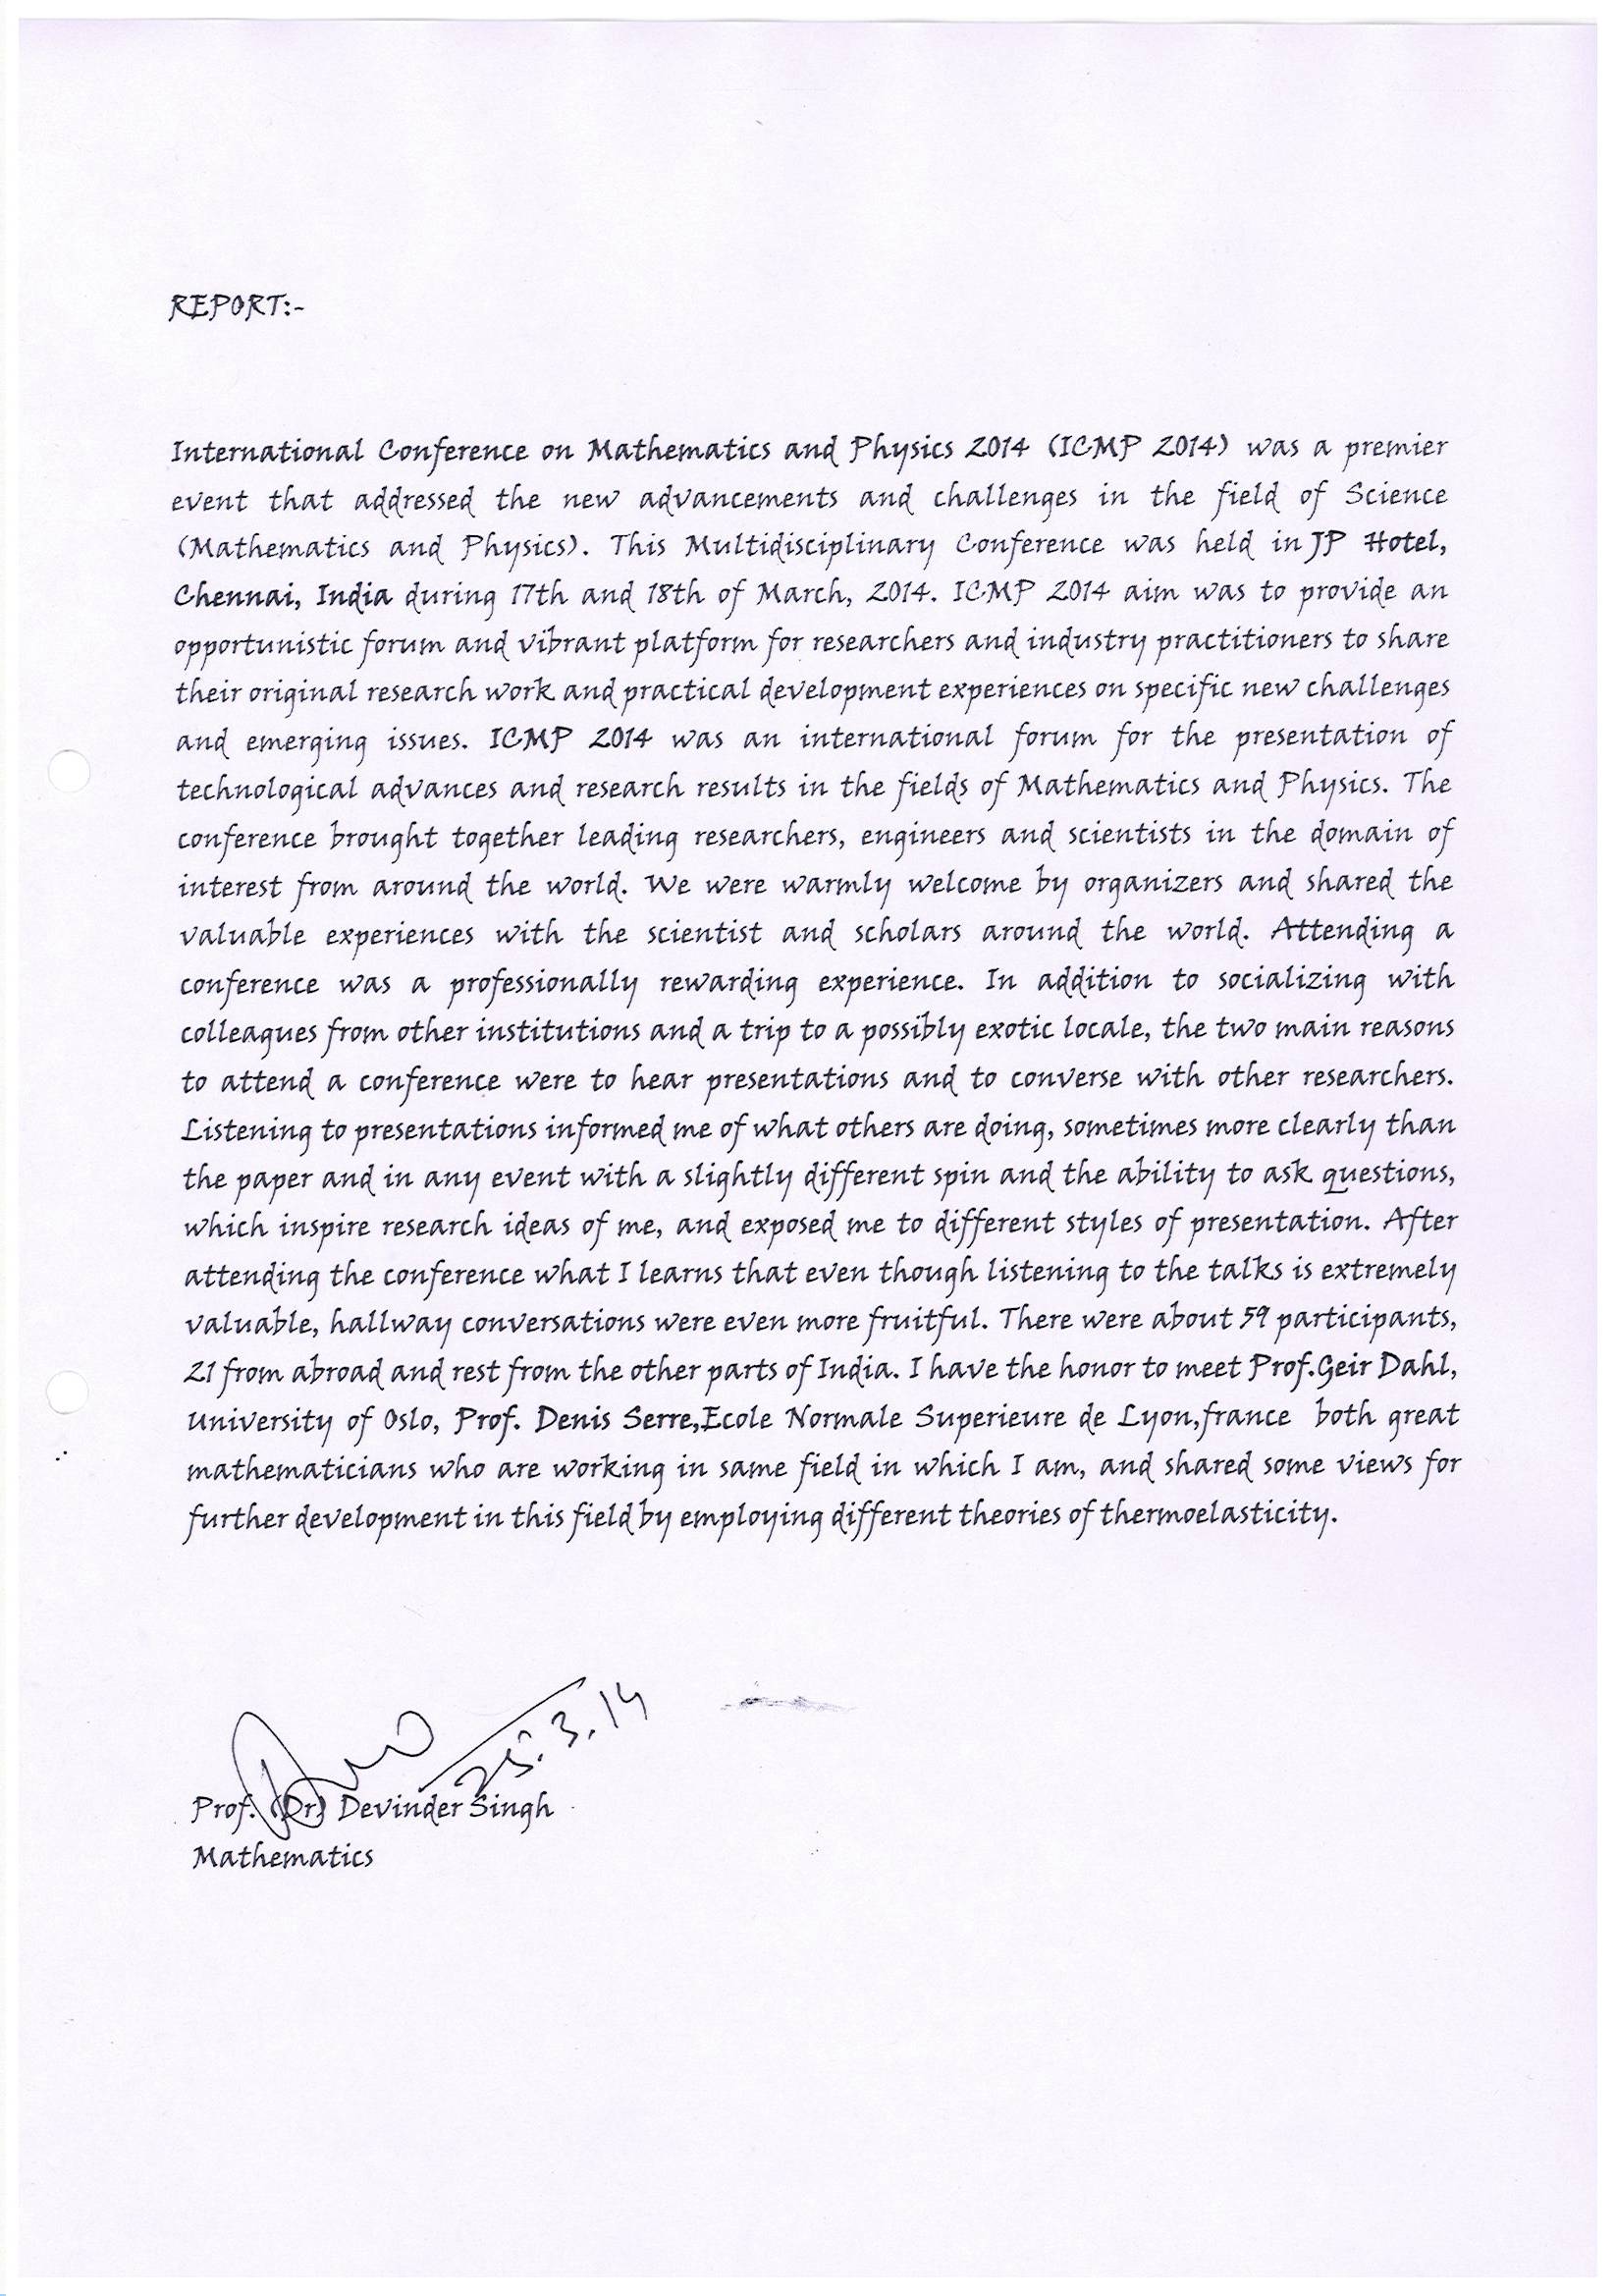 REPORT:-
International Conference on Mathematics and Physics 2014 (ICMP 2014) was a premier
event that addressed the new advancements and challenges in the field of Science
(Mathematics and Physics). This Multidisciplinary Conference was held in JP Hotel,
Chennai, India during 17th and 18th of March, 2014. ICMP 2014 aim was to provide an
opportunistic forum and vibrant platform for researchers and industry practitioners to share
their original research work and practical development experiences on specific new challenges
and emerging issues. ICMP 2014 was an international forum for the presentation of
technological advances and research results in the fields of Mathematics and Physics. The
conference brought together leading researchers, engineers and scientists in the domain of
interest from around the world. We were warmly welcome by organizers and shared the
valuable experiences with the scientist and scholars around the world. Attending a
conference was a professionally rewarding experience. In addition to socializing with
colleagues from other institutions and a trip to a possibly exotic locale, the two main reasons
to attend a conference were to hear presentations and to converse with other researchers.
Listening to presentations informed me of what others are doing, sometimes more clearly than
the paper and in any event with a slightly different spin and the ability to ask questions,
which inspire research ideas of me, and exposed me to different styles of presentation. After
attending the conference what I learns that even though listening to the talks is extremely
valuable, hallway conversations were even more fruitful. There were about 59 participants,
21 from abroad and rest from the other parts of India. I have the honor to meet Prof.Geir Dahl,
University of Oslo, Prof. Denis Serre,Ecole Normale Superieure de Lyon,france both great
mathematicians who are working in same field in which I am, and shared some views for
further development in this field by employing different theories of thermoelasticity.
25.3.14
Prof. (Dr) Devinder Singh
Mathematics